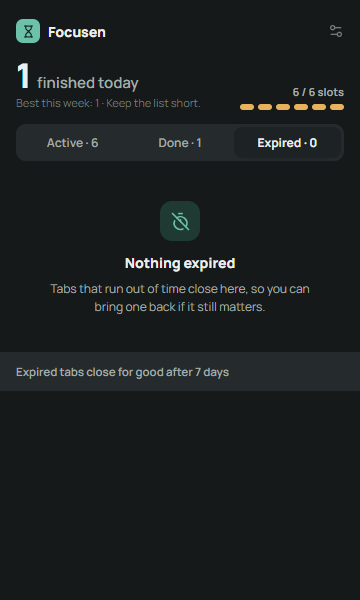 Focusen
1 finished today
Best this week: 1 · Keep the list short.
6 / 6 slots
Active · 6
Done · 1
Expired · 0
Nothing expired
Tabs that run out of time close here, so you can
bring one back if it still matters.
Expired tabs close for good after 7 days